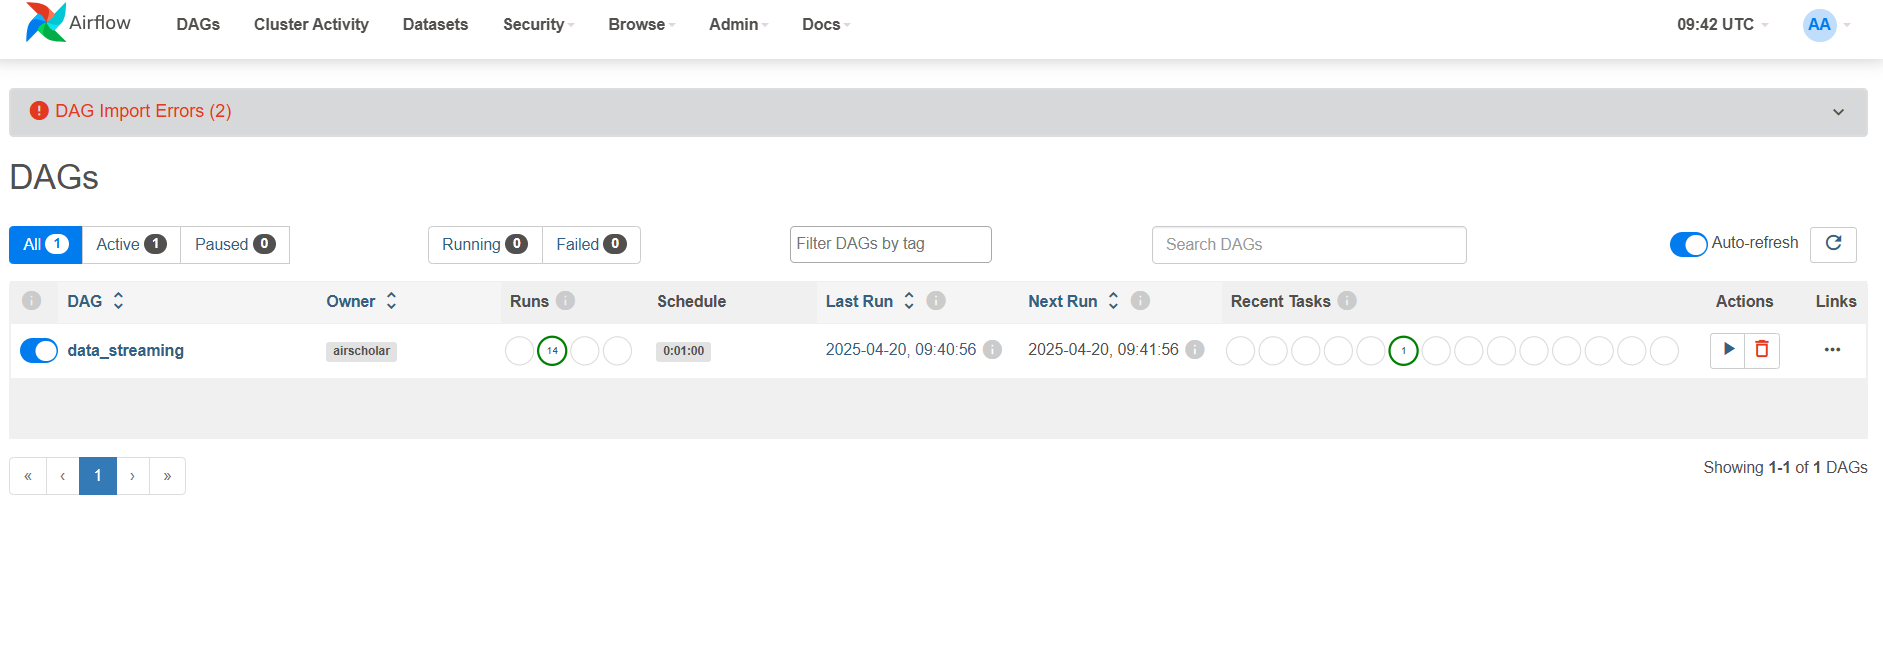 Airflow DAGs Cluster Activity Datasets Security Browse Admin Docs 09:42 UTC AA
DAG Import Errors (2)
DAGs
All 1 Active 1 Paused 0 Running 0 Failed 0 Filter DAGs by tag Search DAGs Auto-refresh
DAG Owner Runs Schedule Last Run Next Run Recent Tasks Actions Links
data_streaming airscholar 14 0:01:00 2025-04-20, 09:40:56 2025-04-20, 09:41:56 1
« ‹ 1 › » Showing 1-1 of 1 DAGs